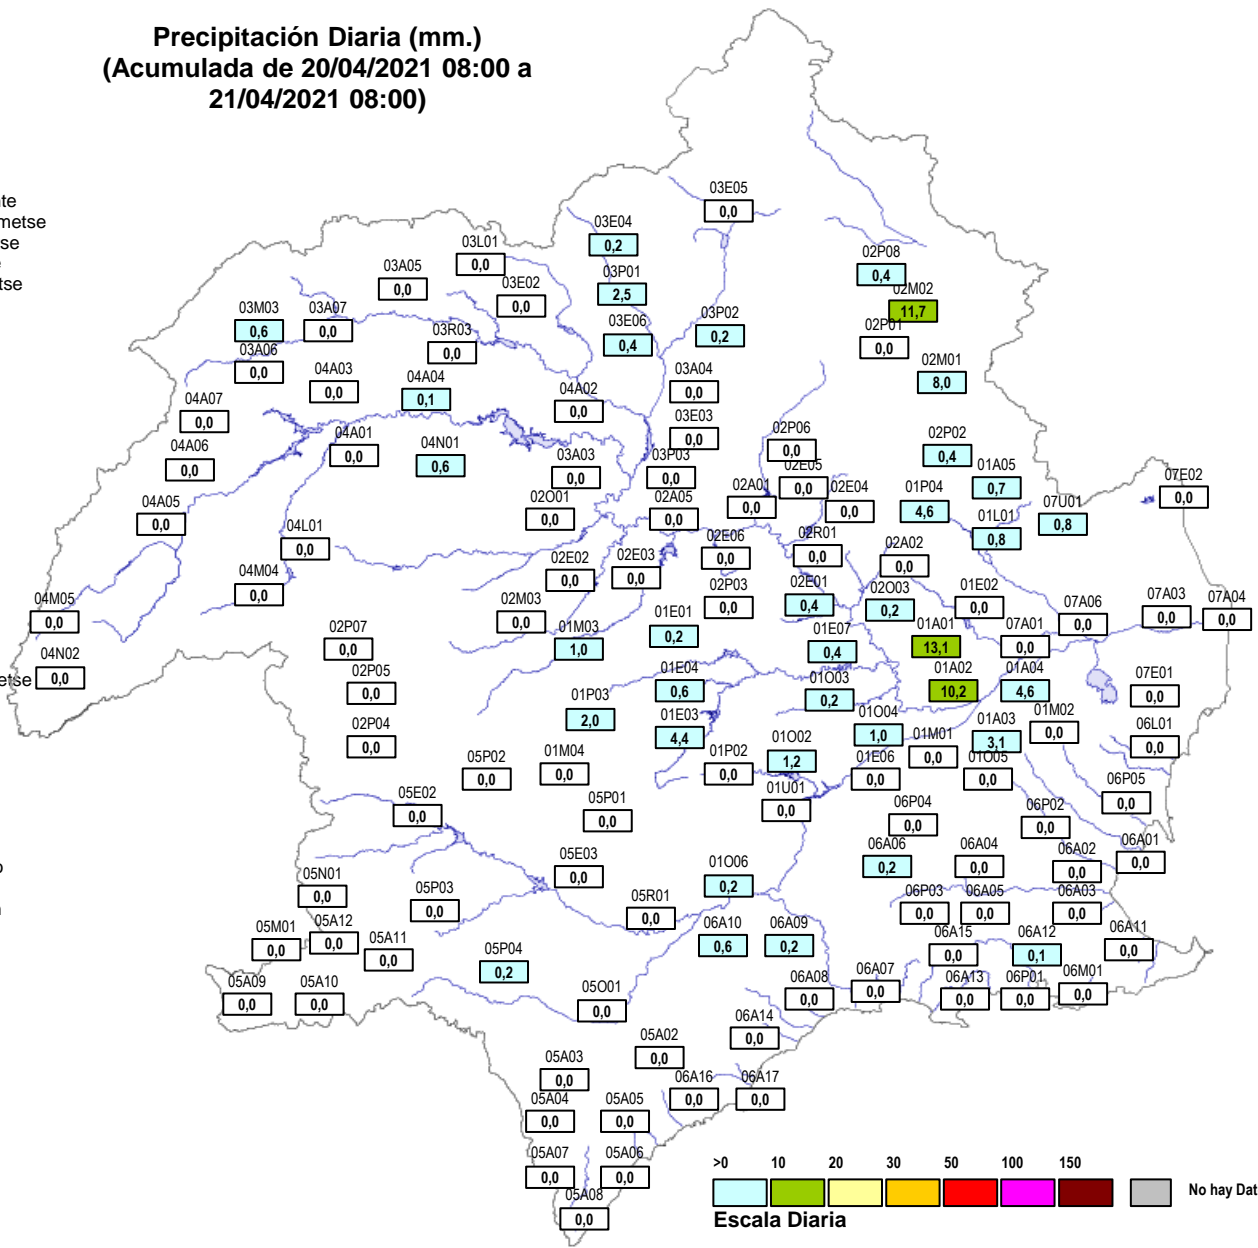 Precipitación Diaria (mm.)
(Acumulada de 20/04/2021 08:00 a
21/04/2021 08:00)
te
metse
se
tse
03E05
0,0
03E04
0,2
03L01
0,0
02P08
0,4
03A05
0,0
03P01
2,5
03E02
0,0
02M02
11,7
03M03
0,6
03A07
0,0
03P02
0,2
03E06
0,4
02P01
0,0
03R03
0,0
03A06
0,0
02M01
8,0
04A03
0,0
04A04
0,1
04A02
0,0
03A04
0,0
04A07
0,0
03E03
0,0
04A01
0,0
02P06
0,0
02P02
0,4
04A06
0,0
04N01
0,6
03A03
0,0
03P03
0,0
02E05
0,0
01A05
0,7
07E02
0,0
04A05
0,0
02O01
0,0
02A05
0,0
02A01
0,0
02E04
0,0
01P04
4,6
01L01
0,8
07U01
0,8
04L01
0,0
02E06
0,0
02R01
0,0
02A02
0,0
02E02
0,0
02E03
0,0
04M04
0,0
04M05
0,0
02M03
0,0
02P03
0,0
02E01
0,4
02O03
0,2
01E02
0,0
07A06
0,0
07A03
0,0
07A04
0,0
02P07
0,0
01M03
1,0
01E01
0,2
01E07
0,4
01A01
13,1
07A01
0,0
04N02
0,0
etse
02P05
0,0
01E04
0,6
01O03
0,2
01A02
10,2
01A04
4,6
07E01
0,0
01P03
2,0
02P04
0,0
01E03
4,4
01O04
1,0
01A03
3,1
01M02
0,0
06L01
0,0
01M01
0,0
05P02
0,0
01M04
0,0
01P02
0,0
01O02
1,2
01E06
0,0
01O05
0,0
06P05
0,0
05E02
0,0
05P01
0,0
01U01
0,0
06P04
0,0
06P02
0,0
05E03
0,0
01O06
0,2
06A06
0,2
06A04
0,0
06A02
0,0
06A01
0,0
05N01
0,0
05P03
0,0
05R01
0,0
06P03
0,0
06A05
0,0
06A03
0,0
05M01
0,0
05A12
0,0
05A11
0,0
05P04
0,2
06A10
0,6
06A09
0,2
06A15
0,0
06A12
0,1
06A11
0,0
05A09
0,0
05A10
0,0
05O01
0,0
06A08
0,0
06A07
0,0
06A13
0,0
06P01
0,0
06M01
0,0
06A14
0,0
05A02
0,0
05A03
0,0
06A16
0,0
06A17
0,0
05A04
0,0
05A05
0,0
05A07
0,0
05A06
0,0
05A08
0,0
>0 10 20 30 50 100 150
No hay Dat
Escala Diaria